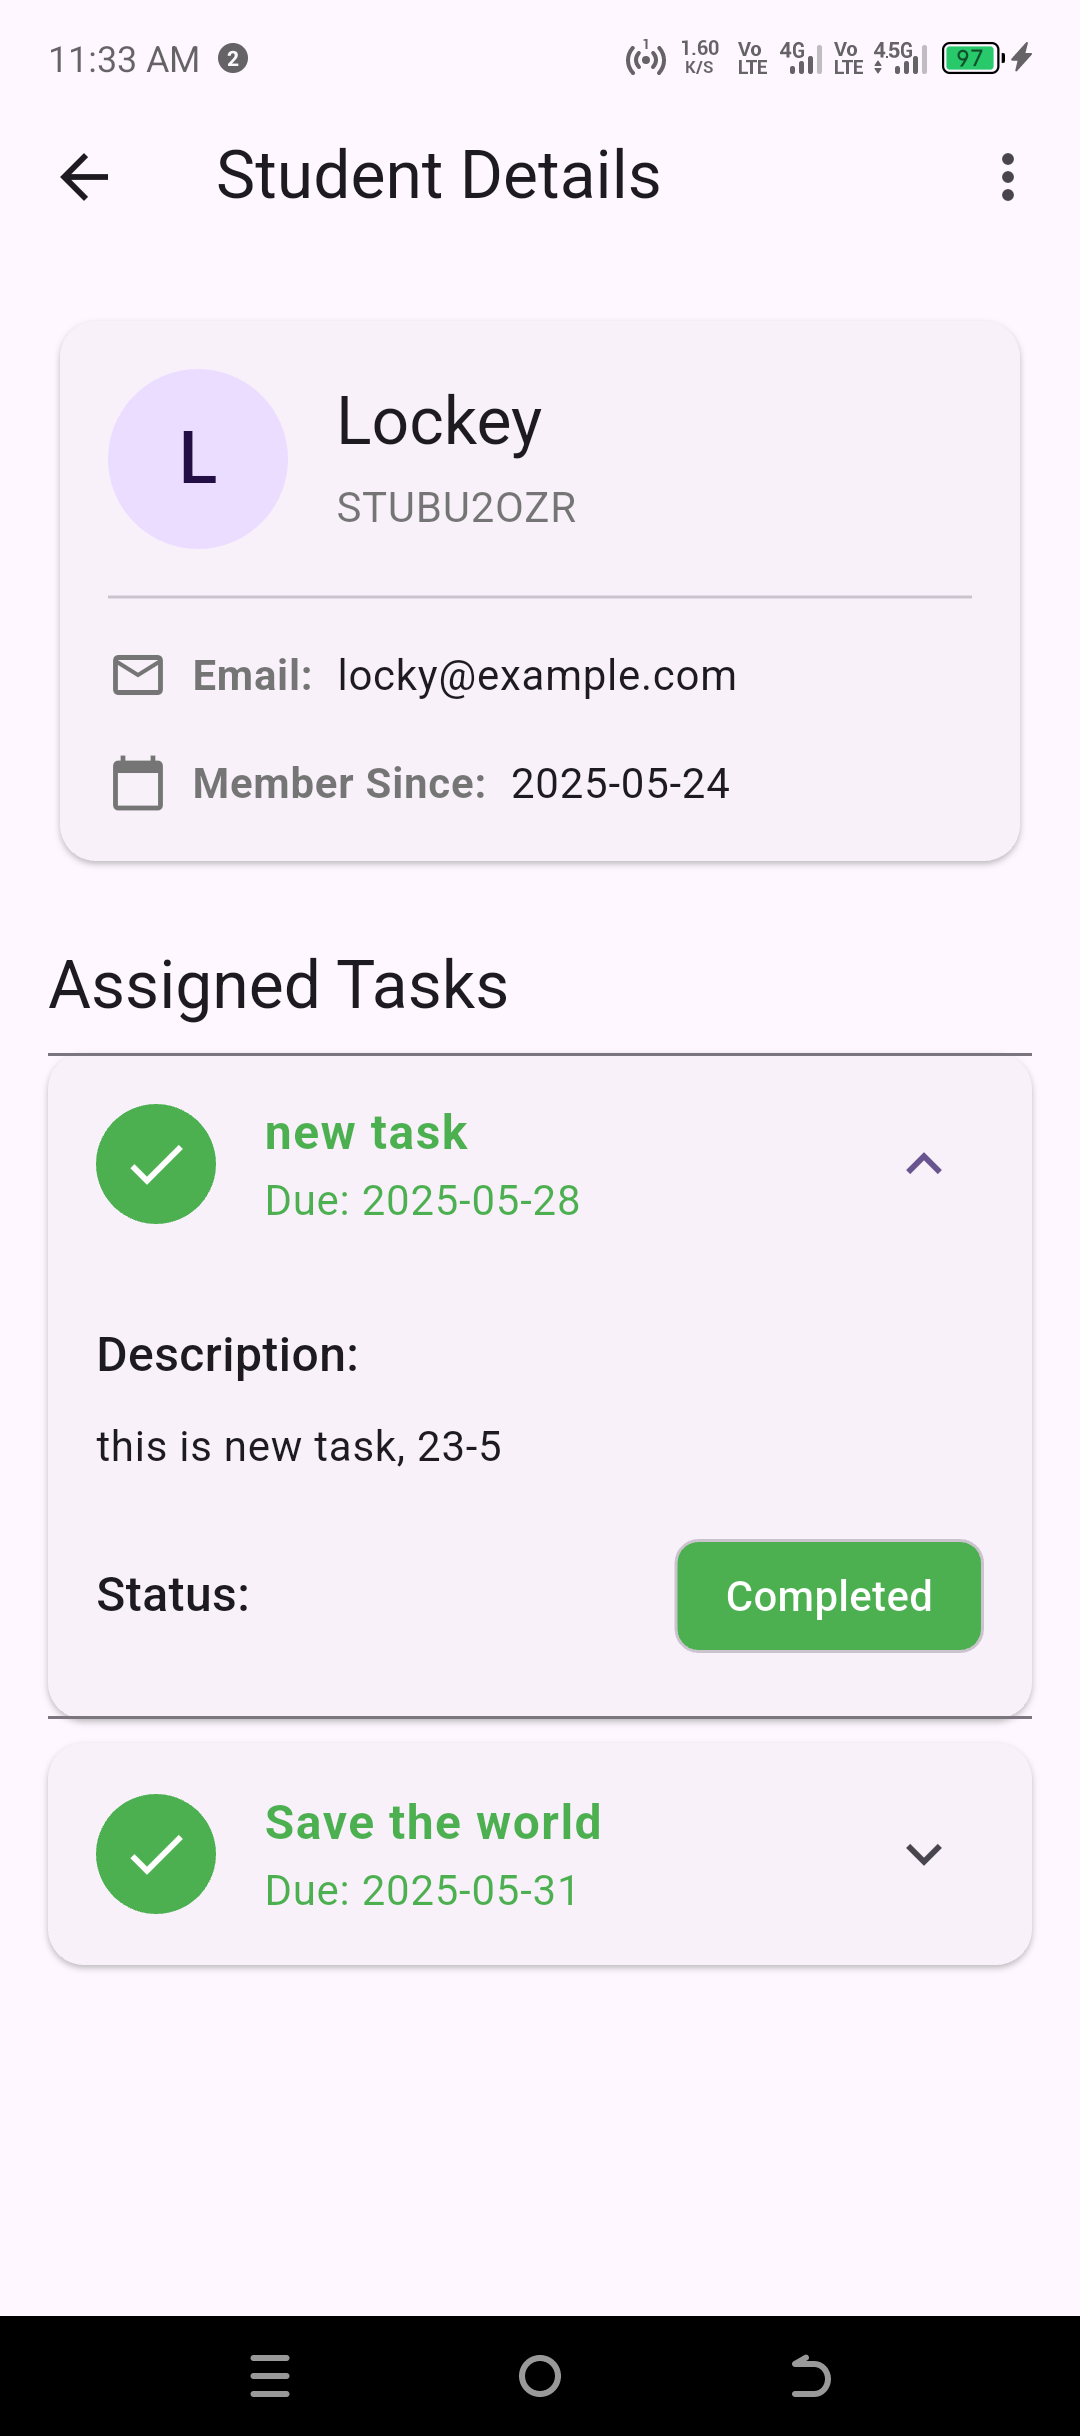 11:33 AM 2 1 1.60 K/S Vo LTE 4G Vo LTE 4.5G 97
Student Details
L
Lockey
STUBU2OZR
Email: locky@example.com
Member Since: 2025-05-24
Assigned Tasks
new task
Due: 2025-05-28
Description:
this is new task, 23-5
Status: Completed
Save the world
Due: 2025-05-31